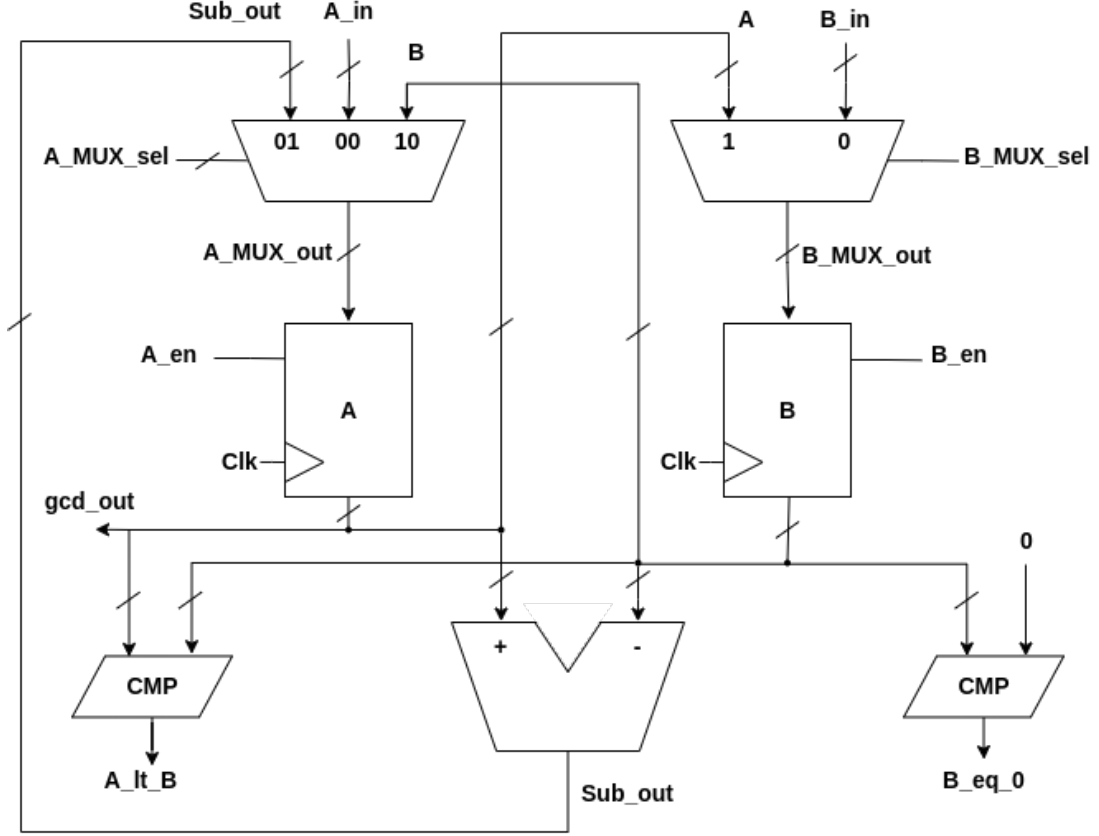 Sub_out
A_in
B
A
B_in
01 00 10
1 0
A_MUX_sel
B_MUX_sel
A_MUX_out
B_MUX_out
A_en
B_en
A
B
Clk
Clk
gcd_out
0
+ -
CMP
CMP
A_lt_B
Sub_out
B_eq_0